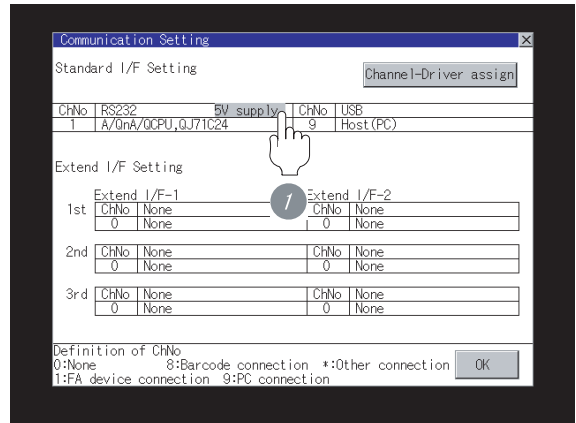 Communication Setting
Standard I/F Setting
Channel-Driver assign
ChNo RS232 5V supply ChNo USB
1 A/QnA/QCPU,QJ71C24 9 Host(PC)
Extend I/F Setting
Extend I/F-1 Extend I/F-2
1st ChNo None ChNo None
0 None 0 None
2nd ChNo None ChNo None
0 None 0 None
3rd ChNo None ChNo None
0 None 0 None
Definition of ChNo
0:None 8:Barcode connection *:Other connection OK
1:FA device connection 9:PC connection
1